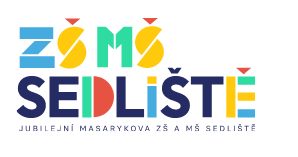 ZŠ MŠ
SEDLiŠTĚ
JUBILEJNÍ MASARYKOVA ZŠ A MŠ SEDLIŠTĚ